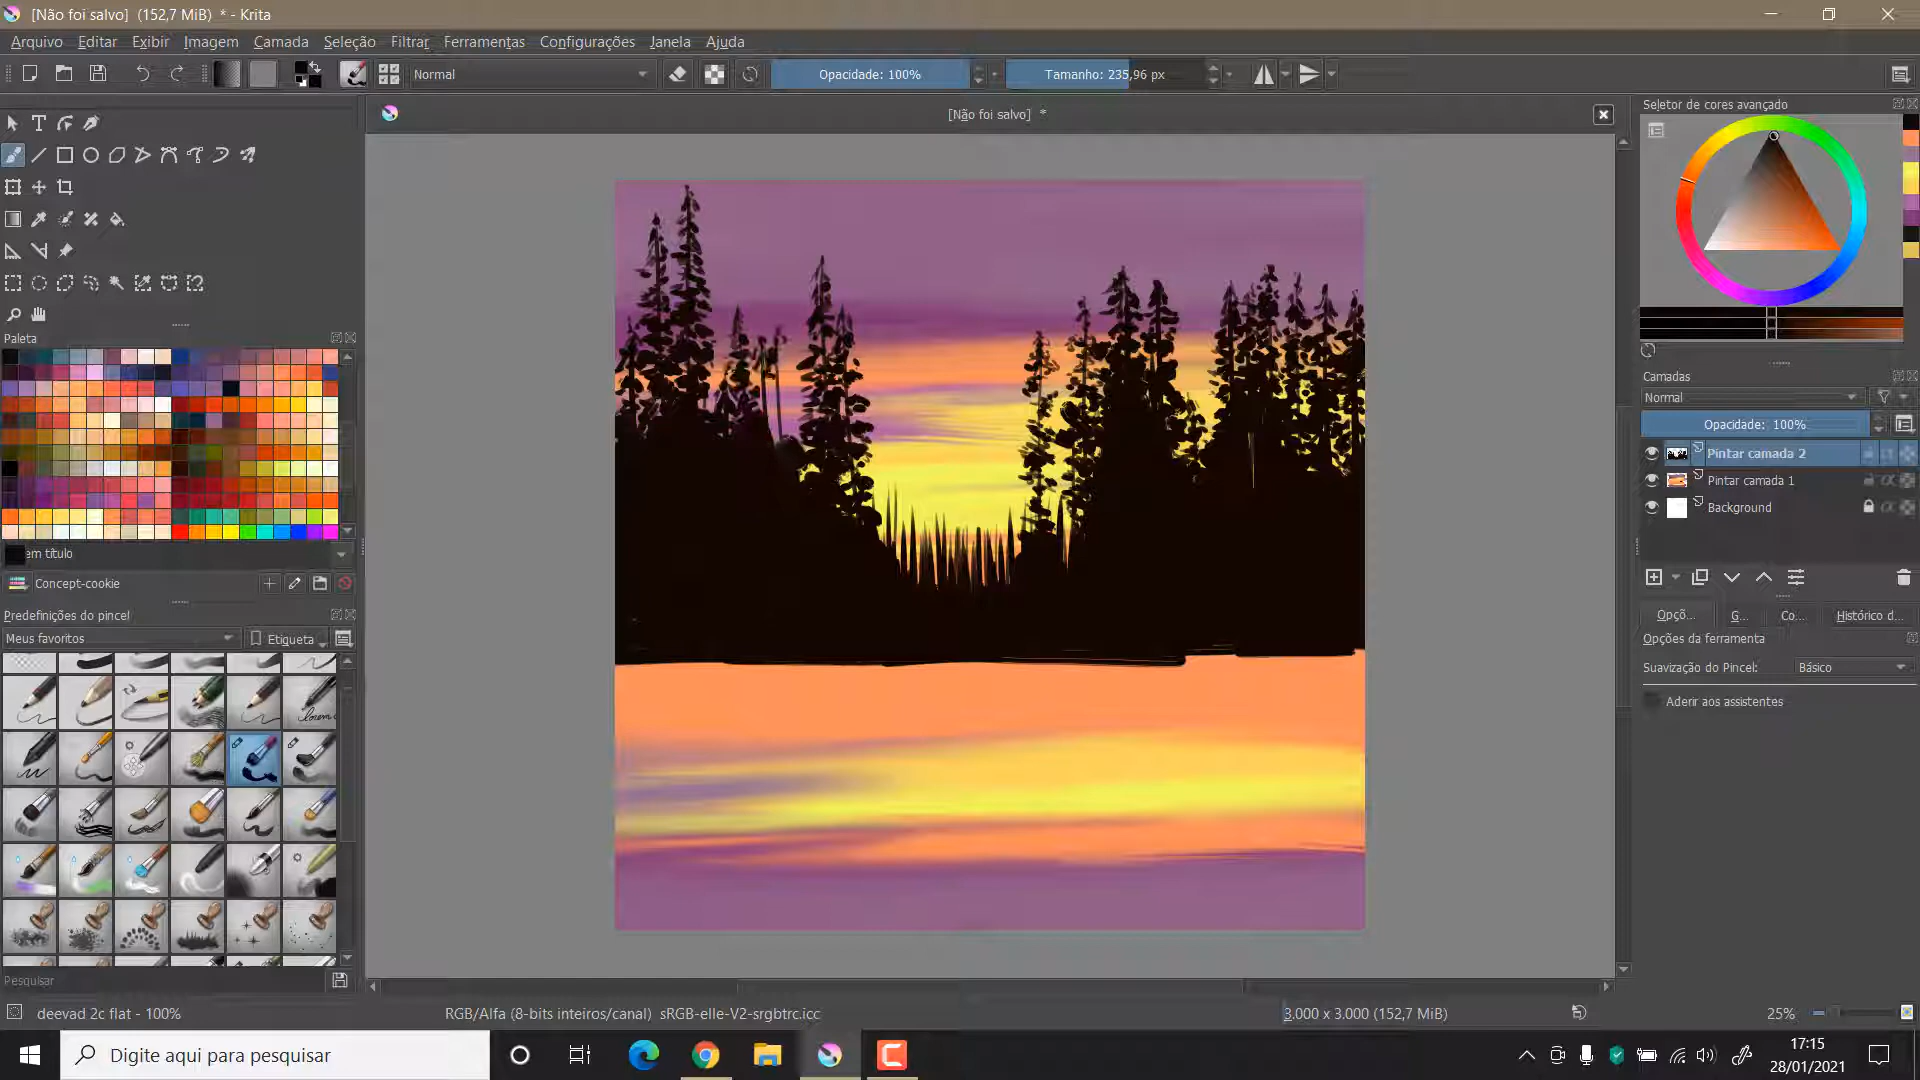 [Não foi salvo] (152,7 MiB) * - Krita
Arquivo Editar Exibir Imagem Camada Seleção Filtrar Ferramentas Configurações Janela Ajuda
Normal
Opacidade: 100%
Tamanho: 235,96 px
[Não foi salvo] *
Seletor de cores avançado
Paleta
em título
Concept-cookie
Predefinições do pincel
Meus favoritos
Etiqueta
Pesquisar
Camadas
Normal
Opacidade: 100%
Pintar camada 2
Pintar camada 1
Background
Opçõ... G... Co... Histórico d...
Opções da ferramenta
Suavização do Pincel: Básico
Aderir aos assistentes
deevad 2c flat - 100%
RGB/Alfa (8-bits inteiros/canal) sRGB-elle-V2-srgbtrc.icc
3.000 x 3.000 (152,7 MiB)
25%
Digite aqui para pesquisar
17:15
28/01/2021